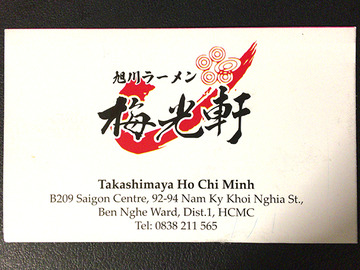 旭川ラーメン
梅光軒
Takashimaya Ho Chi Minh
B209 Saigon Centre, 92-94 Nam Ky Khoi Nghia St.,
Ben Nghe Ward, Dist.1, HCMC
Tel: 0838 211 565